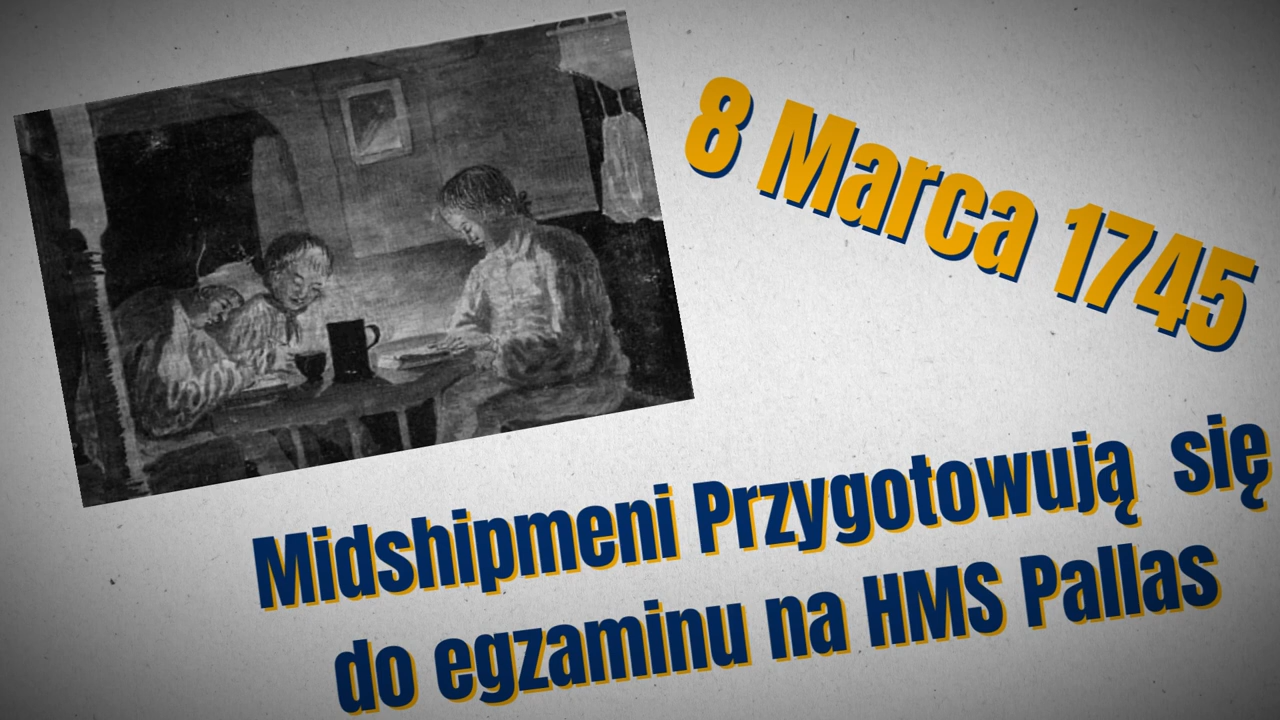 8 Marca 1745
Midshipmeni Przygotowują się
do egzaminu na HMS Pallas